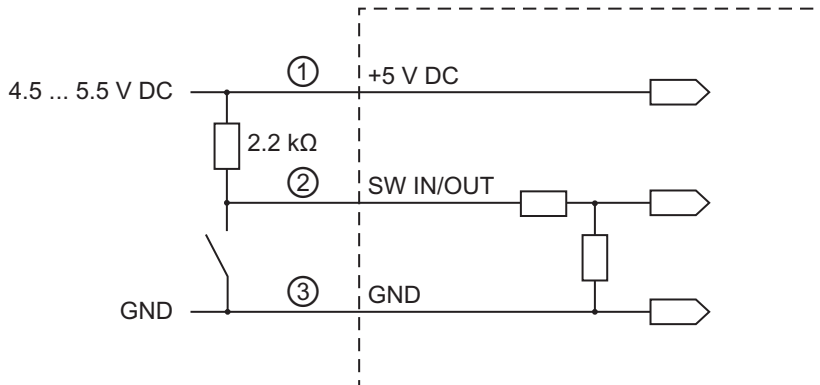 ① +5 V DC
4.5 ... 5.5 V DC
2.2 kΩ
② SW IN/OUT
③ GND
GND